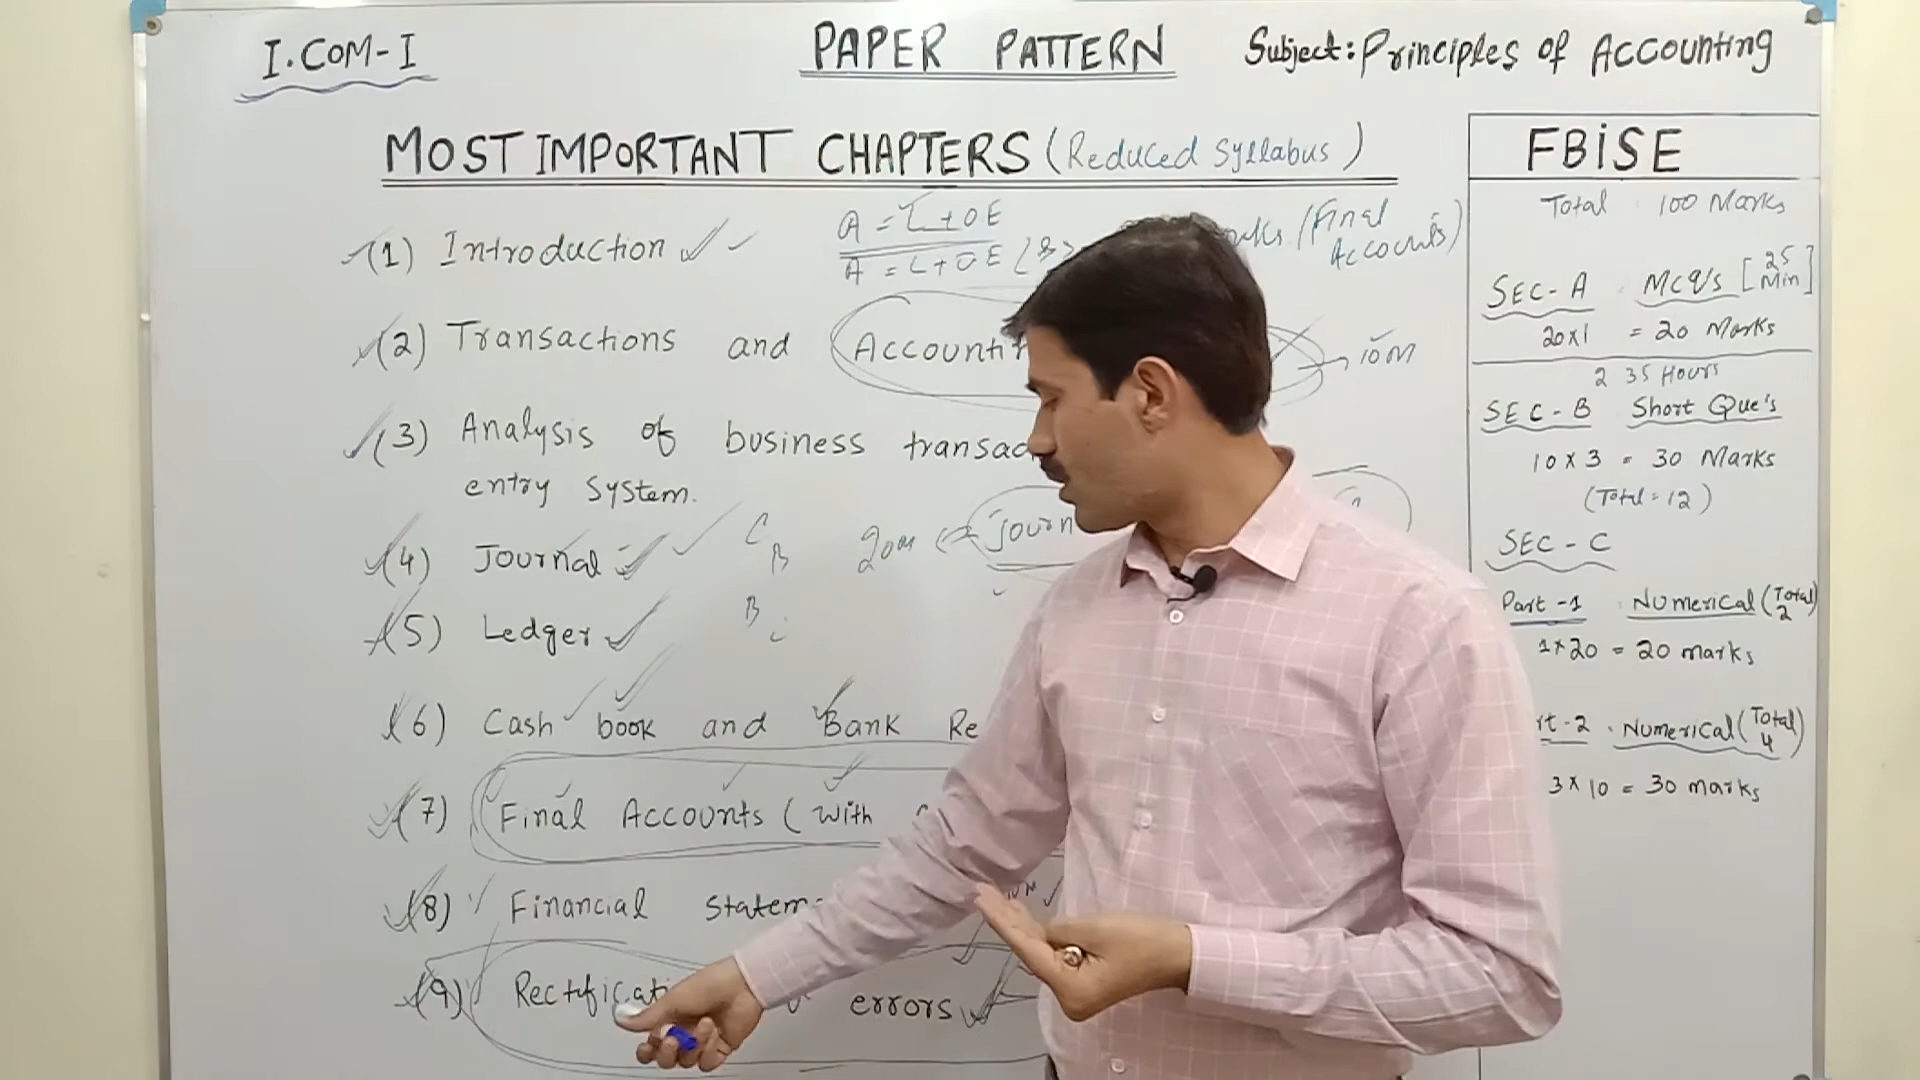 I.COM-I
PAPER PATTERN
Subject: Principles of Accounting
MOST IMPORTANT CHAPTERS (Reduced Syllabus)
(1) Introduction
A = L + OE
A = L + OE
(Final
Accounts)
(2) Transactions and Accounti
10M
(3) Analysis of business transac
entry system.
(4) Journal
C
B
20M
Journ
(5) Ledger
B
(6) Cash book and Bank Re
(7) Final Accounts (with
(8) Financial Statem
(9) Rectificati errors
FBiSE
Total : 100 Marks
SEC-A : MCQ's [25 Min]
20x1 = 20 Marks
2 35 Hours
SEC-B Short Que's
10 x 3 = 30 Marks
(Total = 12)
SEC-C
Part-1 : Numerical (Total 2)
1x20 = 20 marks
rt-2 : Numerical (Total 4)
3 x 10 = 30 marks